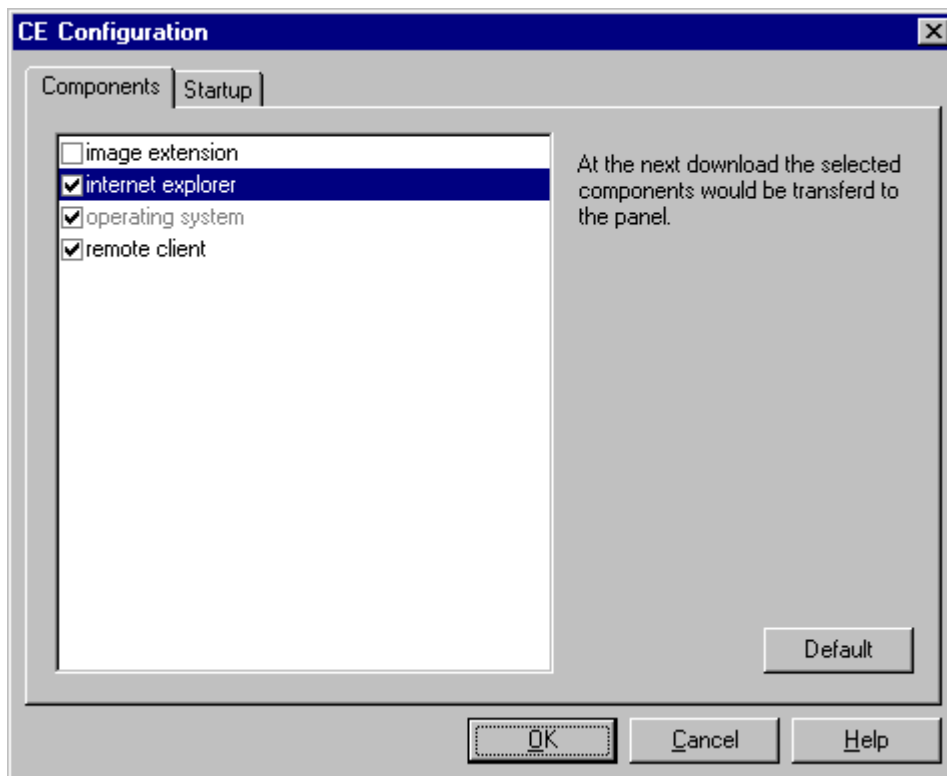 CE Configuration
Components
Startup
image extension
internet explorer
operating system
remote client
At the next download the selected
components would be transferd to
the panel.
Default
OK
Cancel
Help